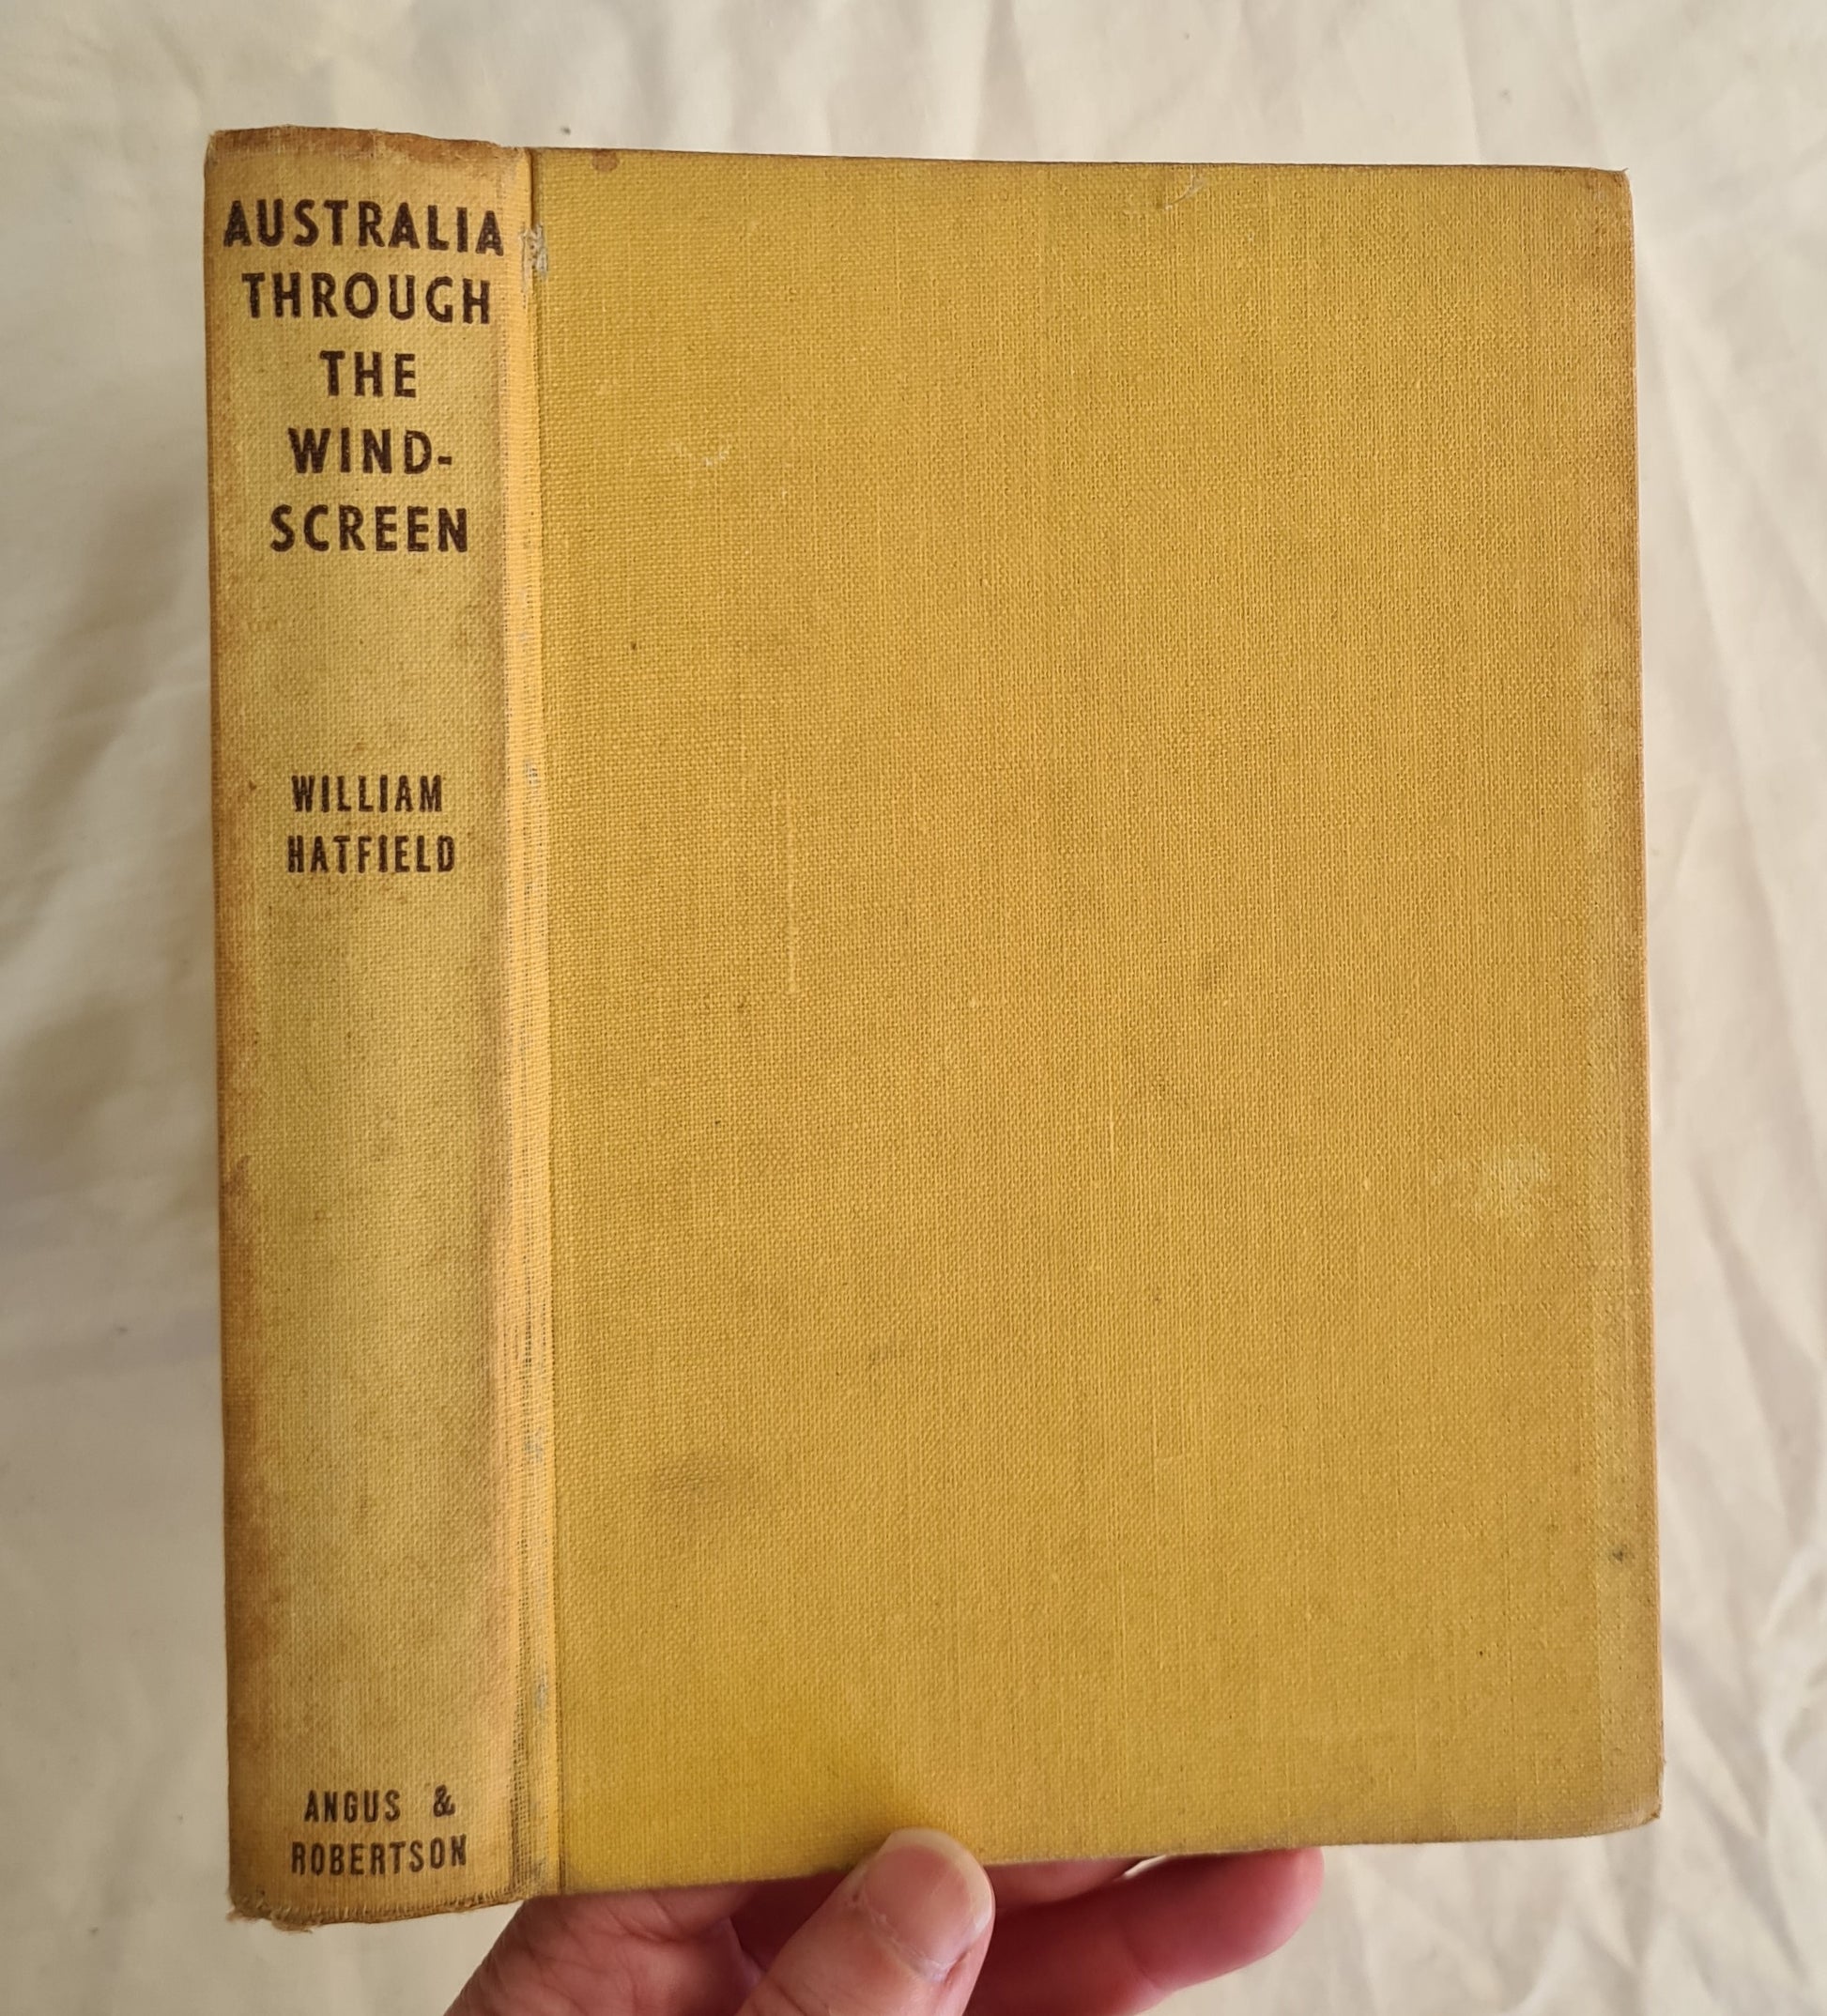 AUSTRALIA
THROUGH
THE
WIND-
SCREEN
WILLIAM
HATFIELD
ANGUS &
ROBERTSON